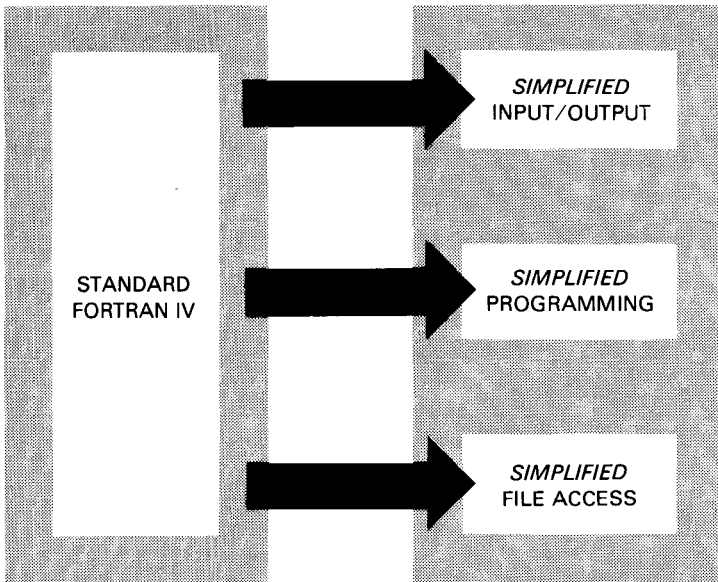 STANDARD
FORTRAN IV
SIMPLIFIED
INPUT/OUTPUT
SIMPLIFIED
PROGRAMMING
SIMPLIFIED
FILE ACCESS